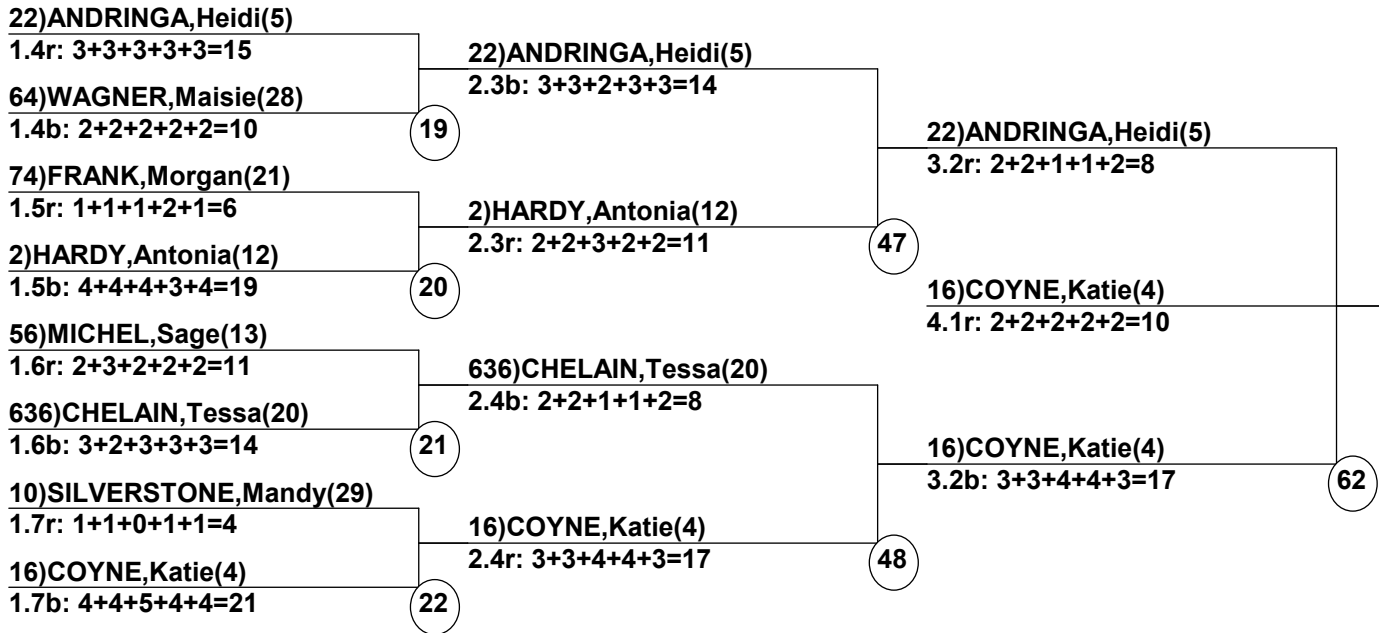 22)ANDRINGA,Heidi(5)
1.4r: 3+3+3+3+3=15
64)WAGNER,Maisie(28)
1.4b: 2+2+2+2+2=10
19
74)FRANK,Morgan(21)
1.5r: 1+1+1+2+1=6
2)HARDY,Antonia(12)
1.5b: 4+4+4+3+4=19
20
56)MICHEL,Sage(13)
1.6r: 2+3+2+2+2=11
636)CHELAIN,Tessa(20)
1.6b: 3+2+3+3+3=14
21
10)SILVERSTONE,Mandy(29)
1.7r: 1+1+0+1+1=4
16)COYNE,Katie(4)
1.7b: 4+4+5+4+4=21
22
22)ANDRINGA,Heidi(5)
2.3b: 3+3+2+3+3=14
2)HARDY,Antonia(12)
2.3r: 2+2+3+2+2=11
47
636)CHELAIN,Tessa(20)
2.4b: 2+2+1+1+2=8
16)COYNE,Katie(4)
2.4r: 3+3+4+4+3=17
48
22)ANDRINGA,Heidi(5)
3.2r: 2+2+1+1+2=8
16)COYNE,Katie(4)
4.1r: 2+2+2+2+2=10
16)COYNE,Katie(4)
3.2b: 3+3+4+4+3=17
62